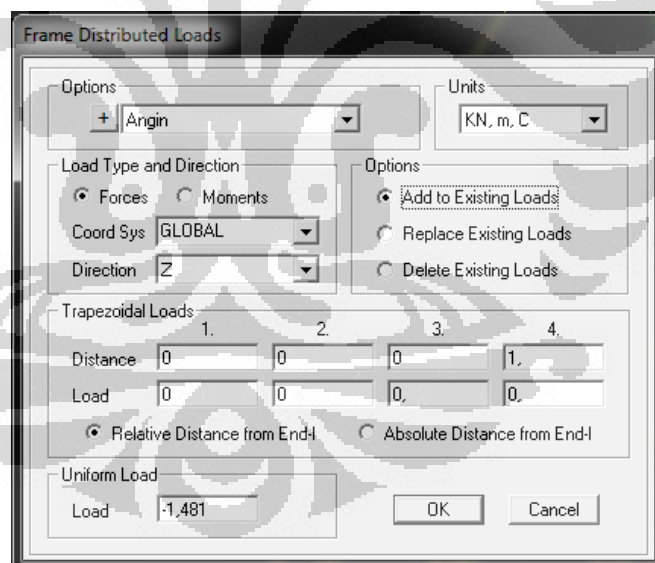 Frame Distributed Loads
Options
Units
+ Angin
KN, m, C
Load Type and Direction
Options
Forces Moments
Add to Existing Loads
Coord Sys GLOBAL
Replace Existing Loads
Direction Z
Delete Existing Loads
Trapezoidal Loads
1. 2. 3. 4.
Distance 0 0 0 1,
Load 0 0 0, 0,
Relative Distance from End-I Absolute Distance from End-I
Uniform Load
Load -1,481
OK Cancel